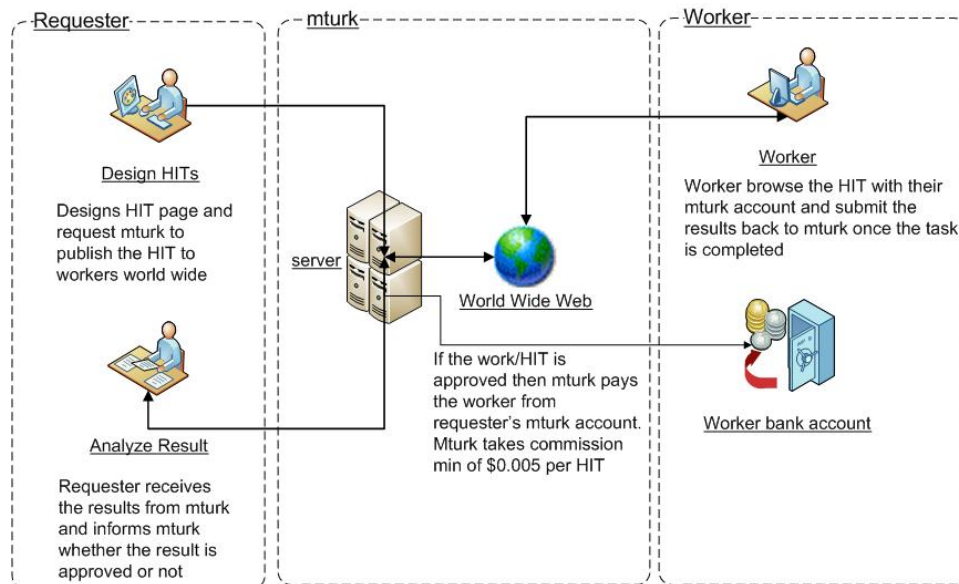 Requester
mturk
Worker
Design HITs
Designs HIT page and
request mturk to
publish the HIT to
workers world wide
Analyze Result
Requester receives
the results from mturk
and informs mturk
whether the result is
approved or not
server
World Wide Web
If the work/HIT is
approved then mturk pays
the worker from
requester's mturk account.
Mturk takes commission
min of $0.005 per HIT
Worker
Worker browse the HIT with their
mturk account and submit the
results back to mturk once the task
is completed
Worker bank account